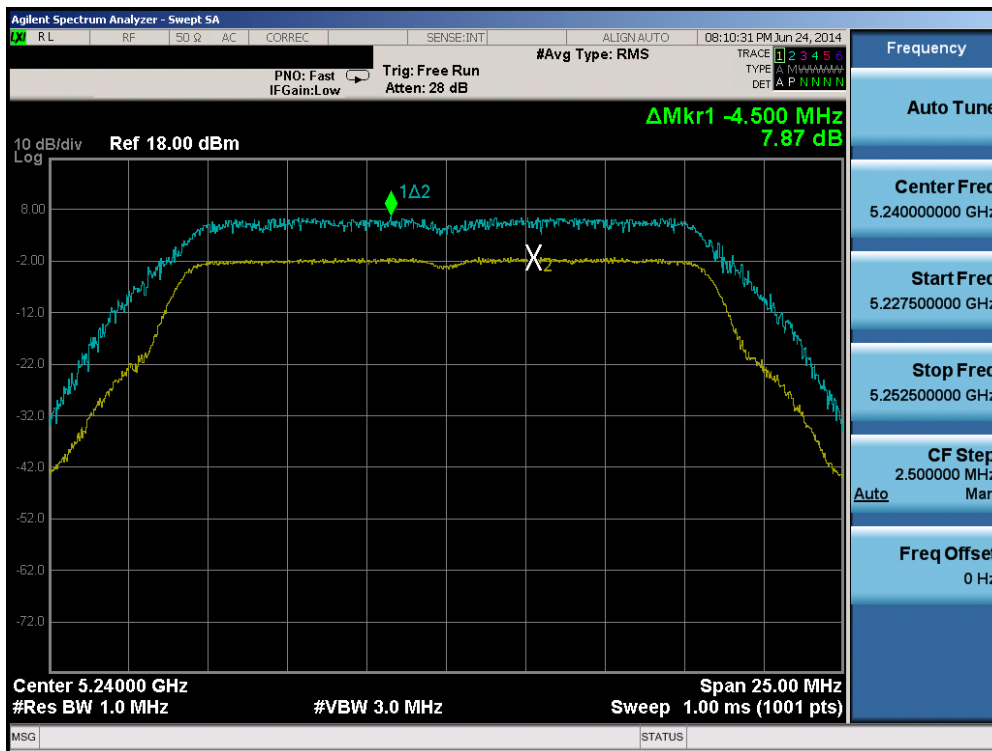 Agilent Spectrum Analyzer - Swept SA
LXI R L RF 50 Ω AC CORREC SENSE:INT ALIGN AUTO 08:10:31 PM Jun 24, 2014
#Avg Type: RMS
TRACE 1 2 3 4 5 6
TYPE A M W W W W W
DET A P N N N N
PNO: Fast Trig: Free Run
IFGain:Low Atten: 28 dB
ΔMkr1 -4.500 MHz
7.87 dB
10 dB/div Ref 18.00 dBm
Log
1Δ2
8.00
-2.00
X2
-12.0
-22.0
-32.0
-42.0
-52.0
-62.0
-72.0
Center 5.24000 GHz Span 25.00 MHz
#Res BW 1.0 MHz #VBW 3.0 MHz Sweep 1.00 ms (1001 pts)
MSG STATUS
Frequency
Auto Tune
Center Freq
5.240000000 GHz
Start Freq
5.227500000 GHz
Stop Freq
5.252500000 GHz
CF Step
2.500000 MHz
Auto Man
Freq Offset
0 Hz